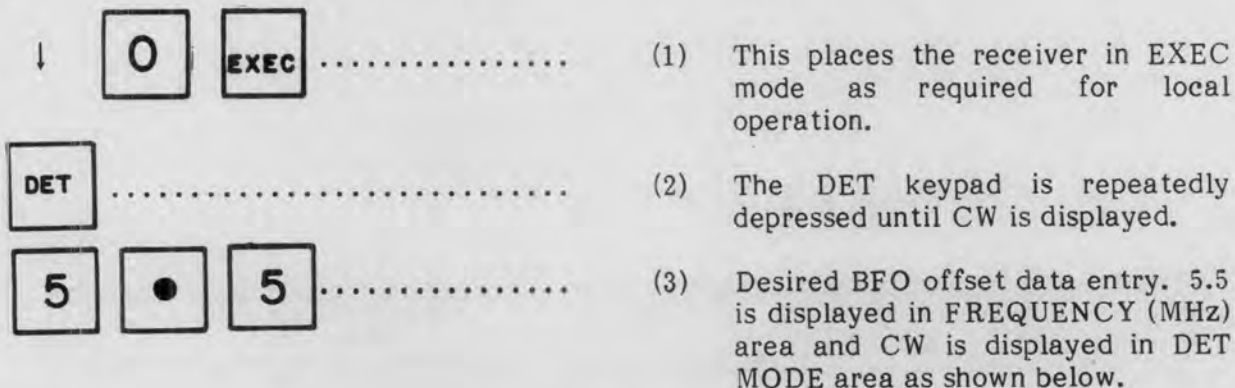 ↓ 0 EXEC ................ (1) This places the receiver in EXEC
mode as required for local
operation.
DET ............................. (2) The DET keypad is repeatedly
depressed until CW is displayed.
5 • 5 ................ (3) Desired BFO offset data entry. 5.5
is displayed in FREQUENCY (MHz)
area and CW is displayed in DET
MODE area as shown below.